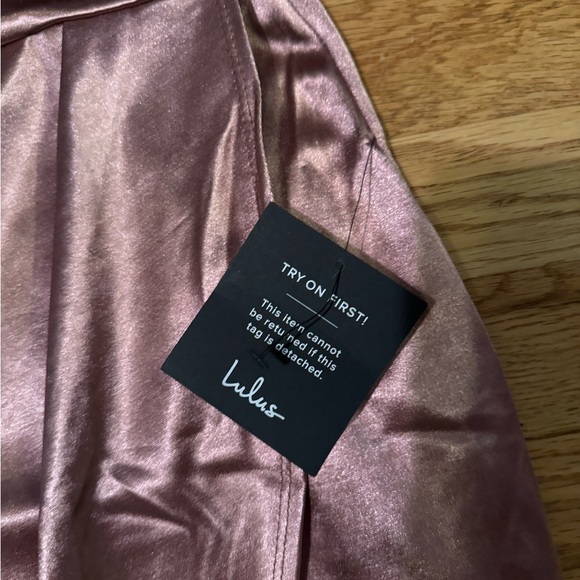 TRY ON FIRST!
This item cannot
be returned if this
tag is detached.
Lulus